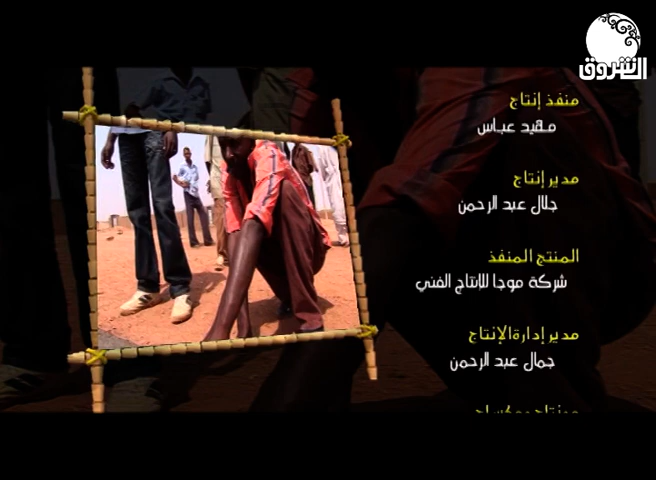 الشروق
منفذ إنتاج
مهيد عباس
مدير إنتاج
جلال عبد الرحمن
المنتج المنفذ
شركة موجا للإنتاج الفني
مدير إدارة الإنتاج
جمال عبد الرحمن